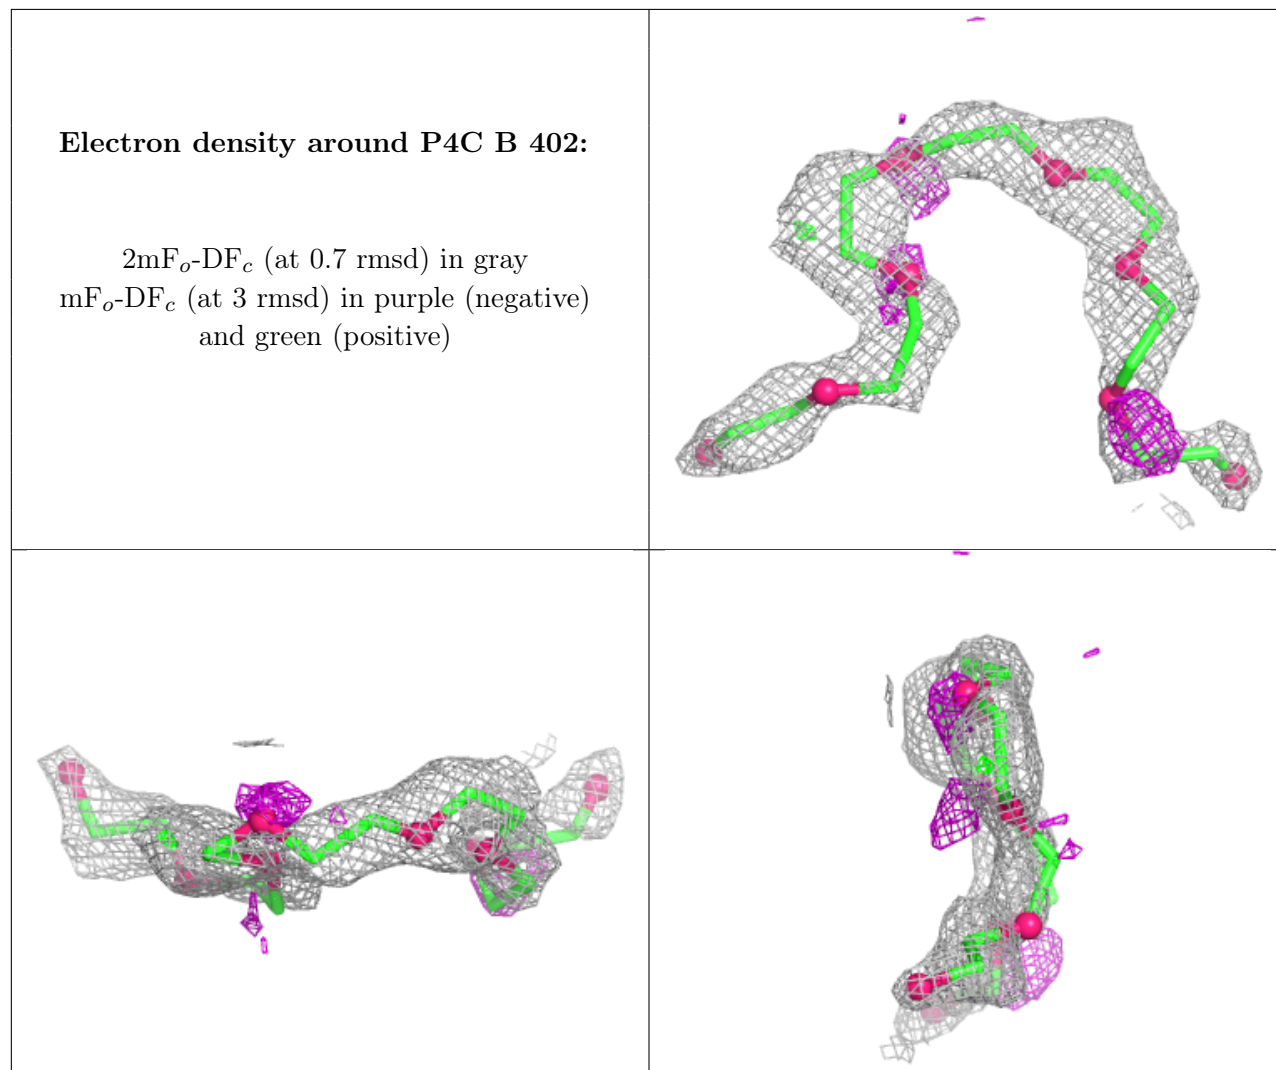 Electron density around P4C B 402:
2mFₒ-DF𝒸 (at 0.7 rmsd) in gray
mFₒ-DF𝒸 (at 3 rmsd) in purple (negative)
and green (positive)